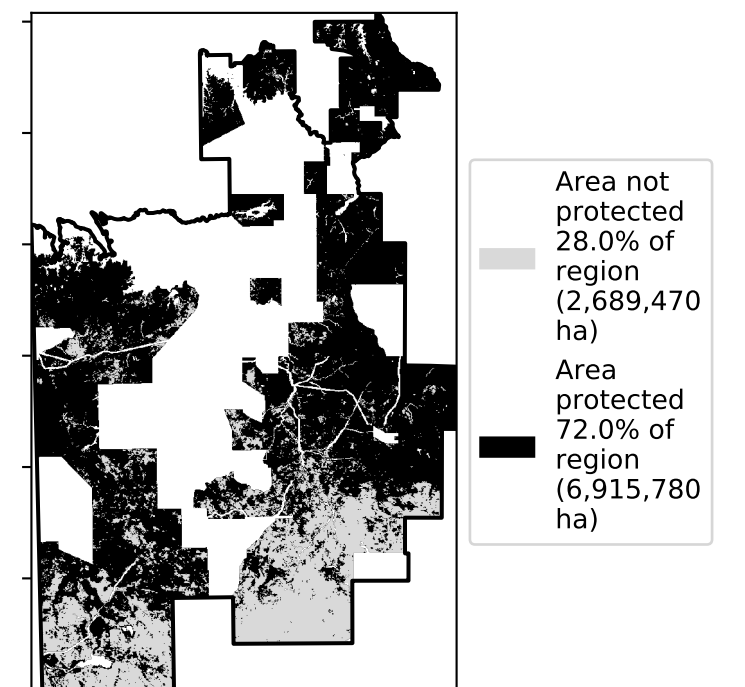 Area not
protected
28.0% of
region
(2,689,470
ha)
Area
protected
72.0% of
region
(6,915,780
ha)